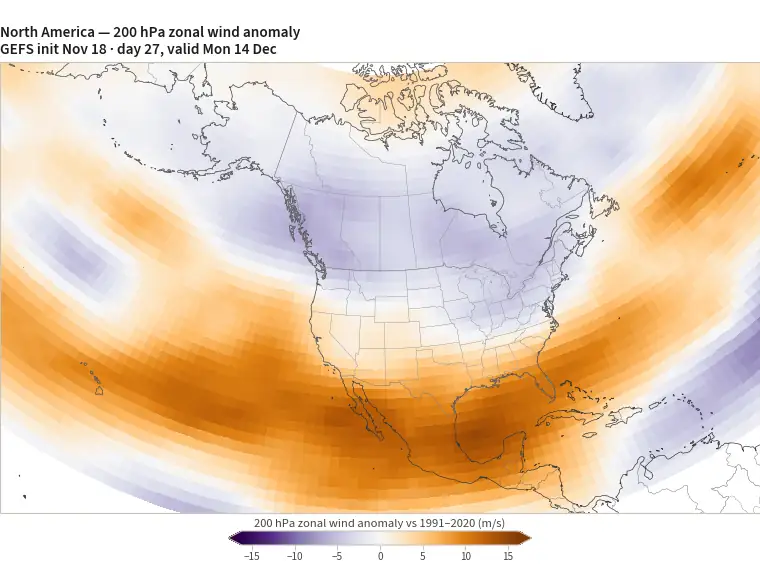 North America — 200 hPa zonal wind anomaly
GEFS init Nov 18 · day 27, valid Mon 14 Dec
200 hPa zonal wind anomaly vs 1991–2020 (m/s)
−15 −10 −5 0 5 10 15